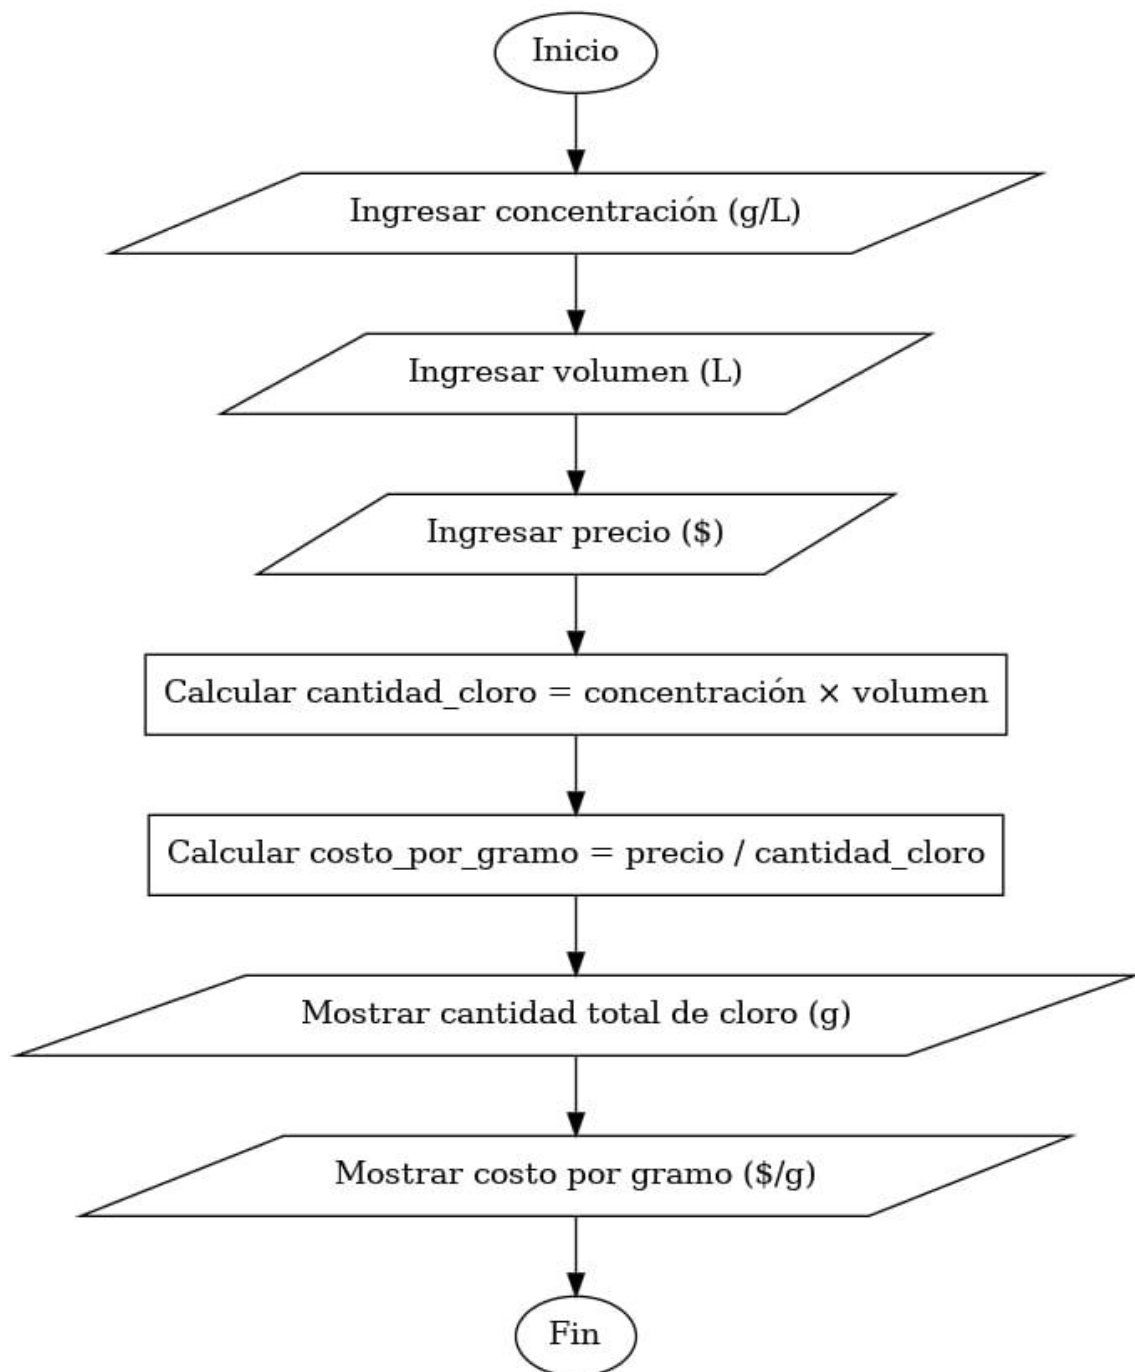 Inicio
Ingresar concentración (g/L)
Ingresar volumen (L)
Ingresar precio ($)
Calcular cantidad_cloro = concentración × volumen
Calcular costo_por_gramo = precio / cantidad_cloro
Mostrar cantidad total de cloro (g)
Mostrar costo por gramo ($/g)
Fin